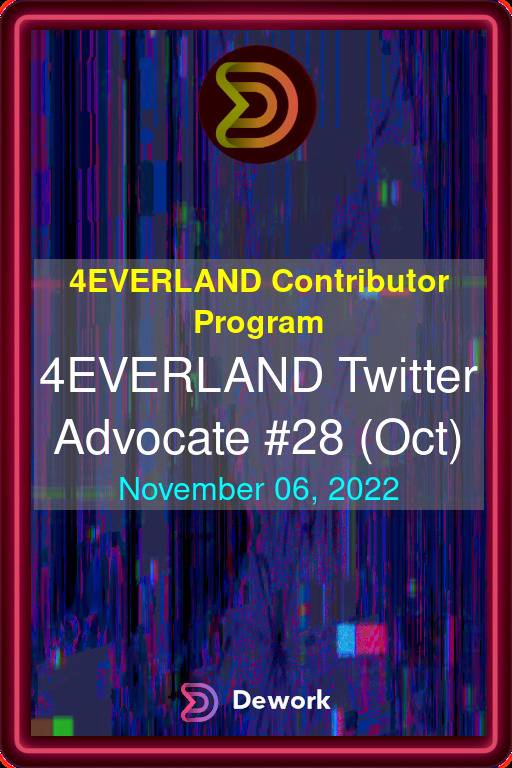 4EVERLAND Contributor
Program
4EVERLAND Twitter
Advocate #28 (Oct)
November 06, 2022
Dework